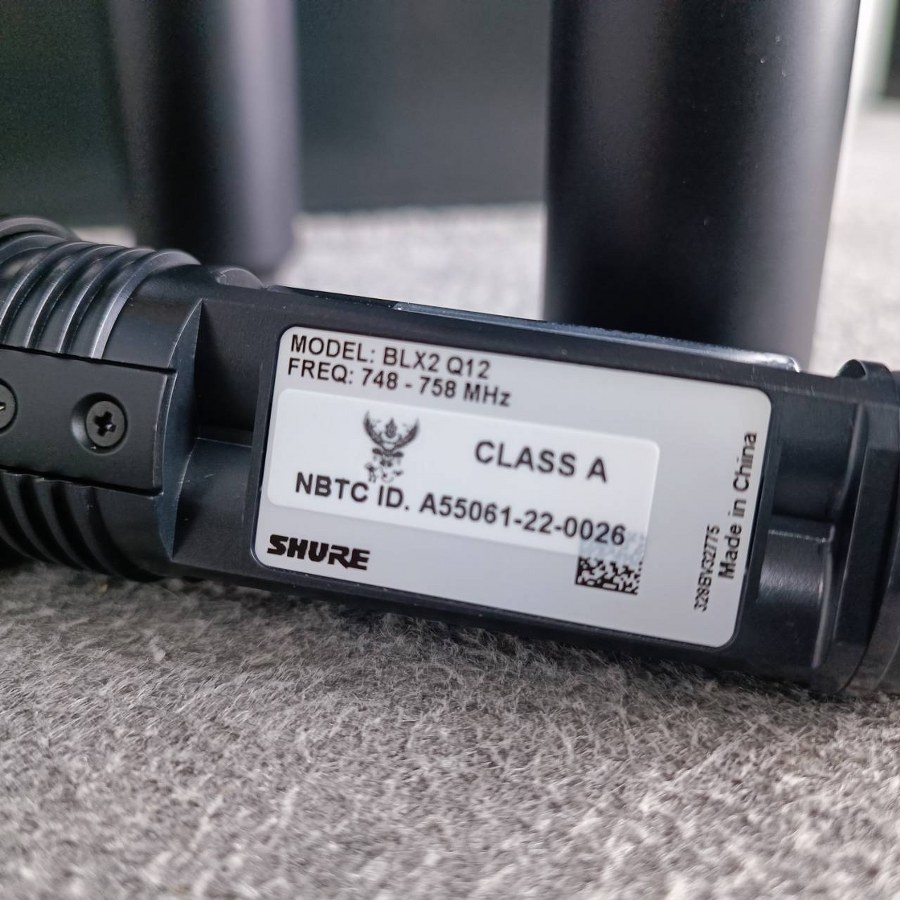 MODEL: BLX2 Q12
FREQ: 748 - 758 MHz
CLASS A
NBTC ID. A55061-22-0026
SHURE
Made in China